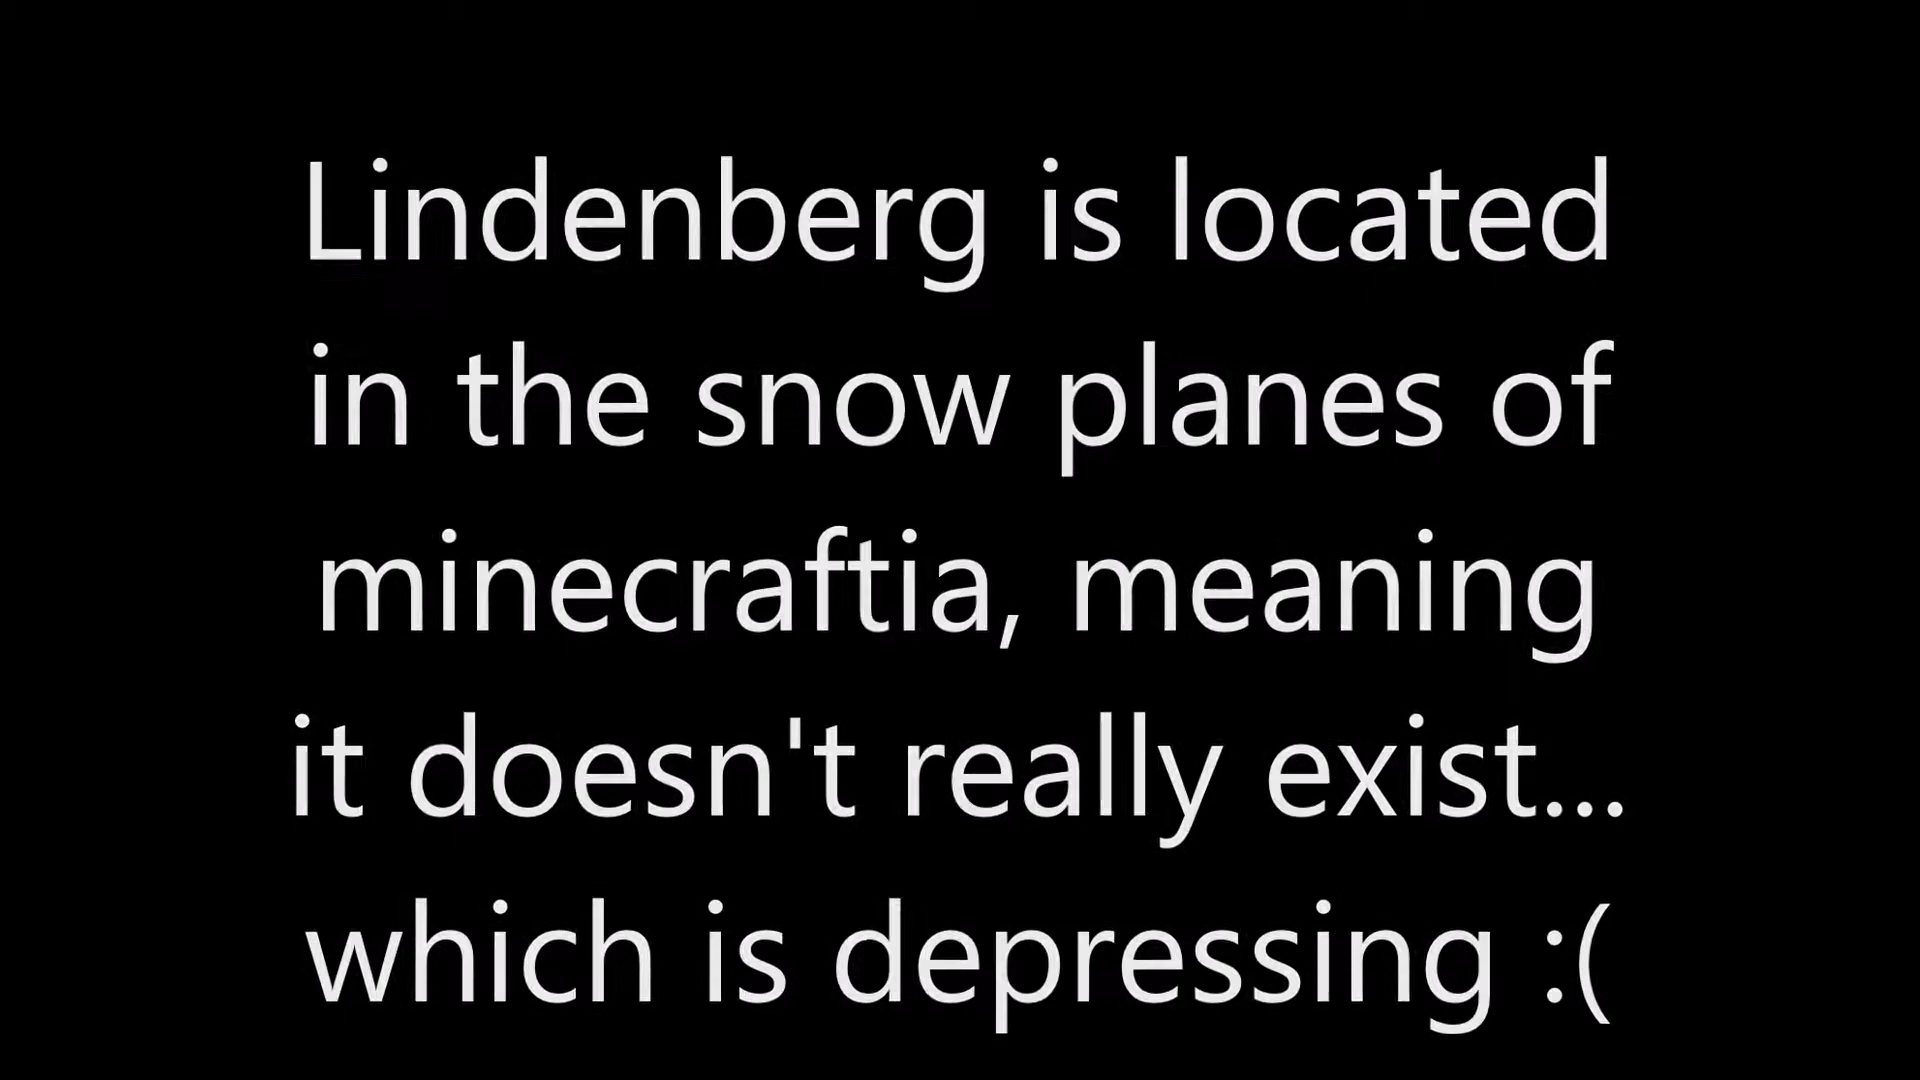 Lindenberg is located
in the snow planes of
minecraftia, meaning
it doesn't really exist...
which is depressing :(